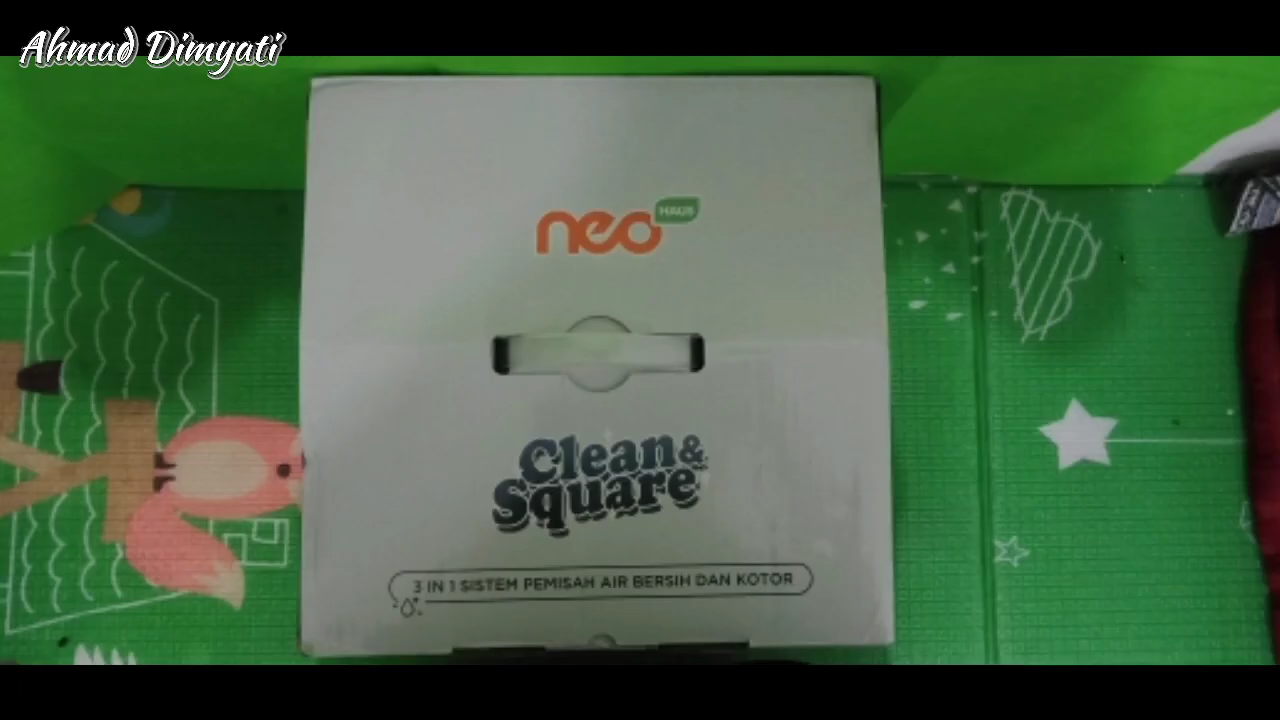 Ahmad Dimyati
neo HAUS
Clean&
Square
3 IN 1 SISTEM PEMISAH AIR BERSIH DAN KOTOR